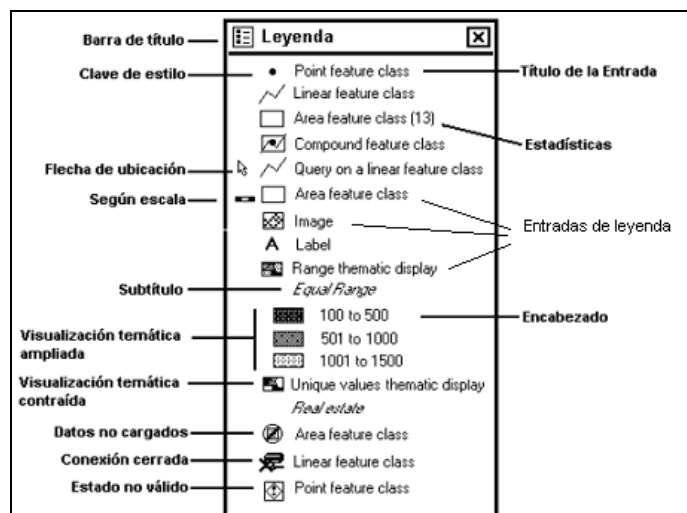 Barra de título
Leyenda
Clave de estilo
Point feature class
Título de la Entrada
Linear feature class
Area feature class (13)
Estadísticas
Compound feature class
Flecha de ubicación
Query on a linear feature class
Según escala
Area feature class
Image
Entradas de leyenda
A Label
Range thematic display
Subtítulo
Equal Range
100 to 500
Encabezado
Visualización temática
ampliada
501 to 1000
1001 to 1500
Visualización temática
contraída
Unique values thematic display
Real estate
Datos no cargados
Area feature class
Conexión cerrada
Linear feature class
Estado no válido
Point feature class